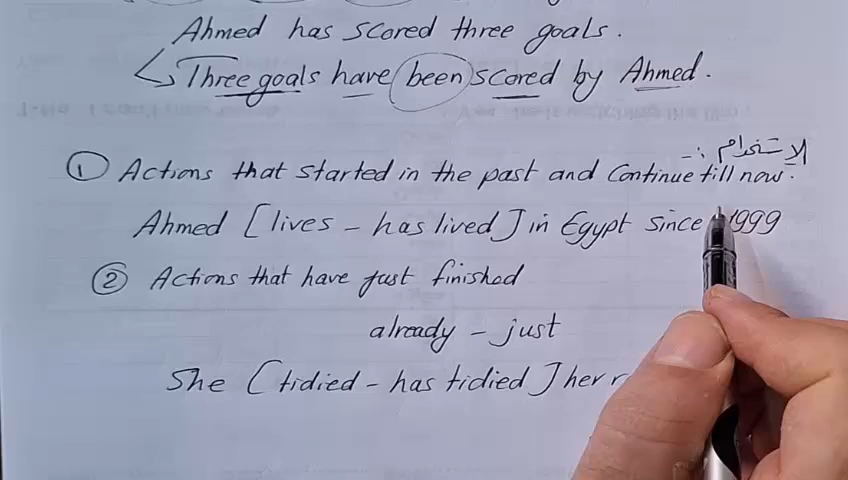 Ahmed has scored three goals.
Three goals have been scored by Ahmed.
الاستخدام :-
① Actions that started in the past and Continue till now.
Ahmed [lives - has lived] in Egypt since 1999
② Actions that have just finished
already - just
She [tidied - has tidied] her r